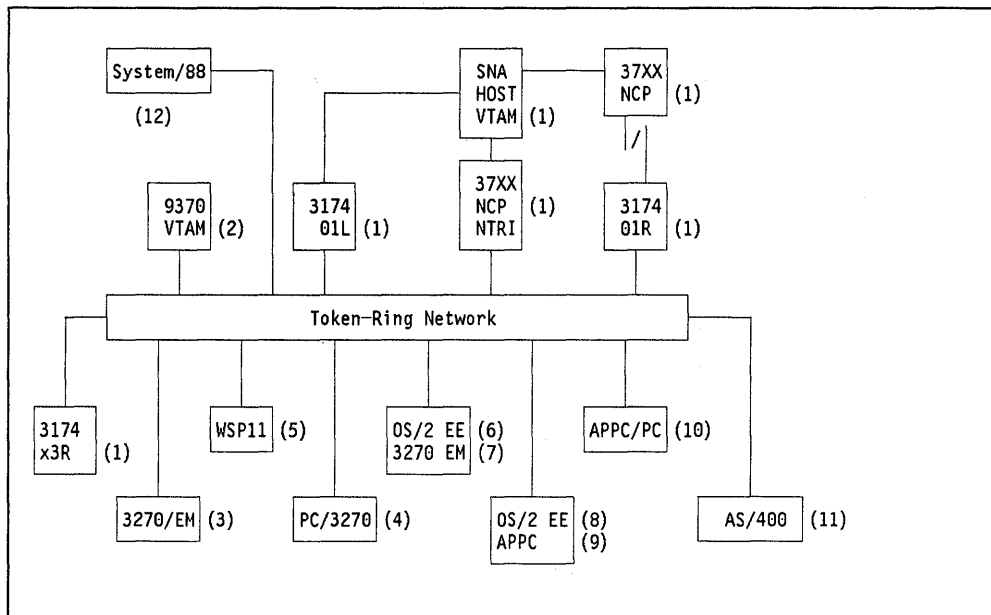 System/88
(12)
SNA
HOST
VTAM (1)
37XX
NCP (1)
/
9370
VTAM (2)
3174
01L (1)
37XX
NCP
NTRI (1)
3174
01R (1)
Token-Ring Network
3174
x3R (1)
WSP11 (5)
OS/2 EE (6)
3270 EM (7)
APPC/PC (10)
3270/EM (3)
PC/3270 (4)
OS/2 EE (8)
APPC (9)
AS/400 (11)